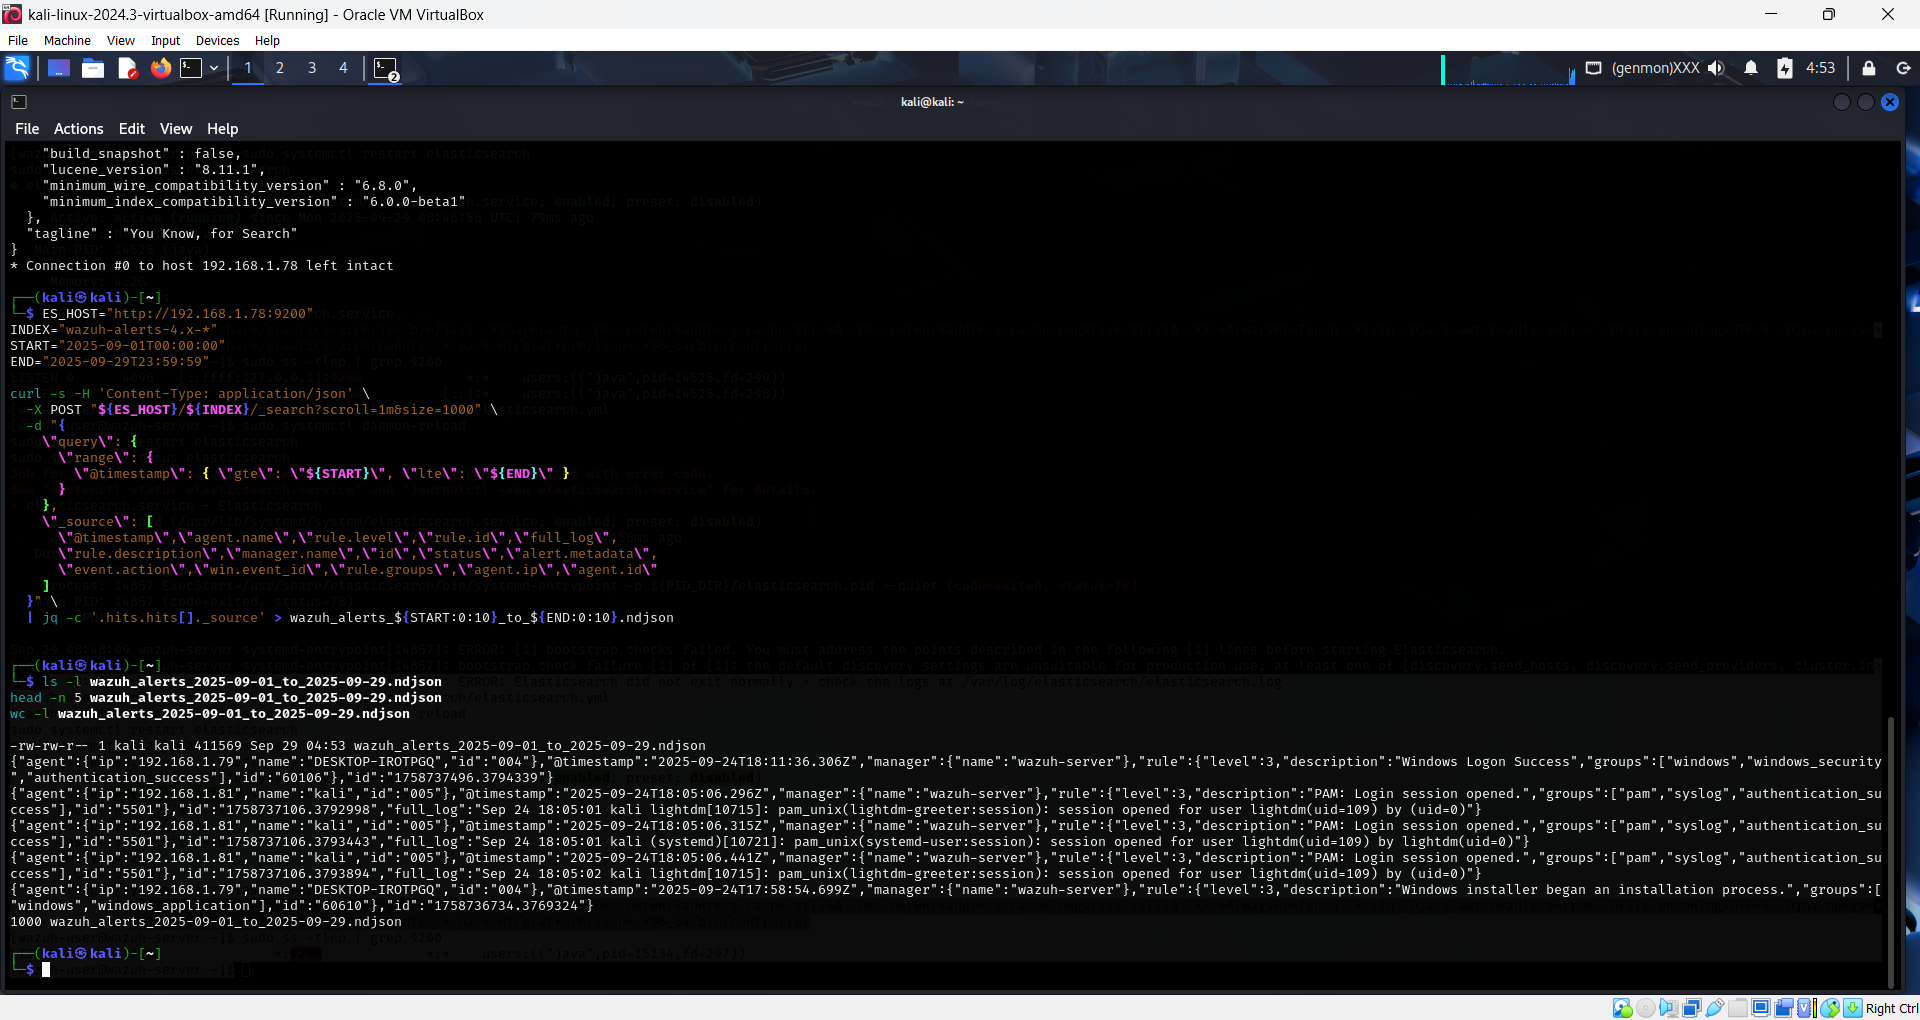 kali-linux-2024.3-virtualbox-amd64 [Running] - Oracle VM VirtualBox
File Machine View Input Devices Help
1 2 3 4 2 (genmon)XXX 4:53
kali@kali: ~
File Actions Edit View Help
"build_snapshot" : false,
"lucene_version" : "8.11.1",
"minimum_wire_compatibility_version" : "6.8.0",
"minimum_index_compatibility_version" : "6.0.0-beta1"
},
"tagline" : "You Know, for Search"
}
* Connection #0 to host 192.168.1.78 left intact
┌──(kali㉿kali)-[~]
└─$ ES_HOST="http://192.168.1.78:9200"
INDEX="wazuh-alerts-4.x-*"
START="2025-09-01T00:00:00"
END="2025-09-29T23:59:59"
curl -s -H 'Content-Type: application/json' \
-X POST "${ES_HOST}/${INDEX}/_search?scroll=1m&size=1000" \
-d "{
\"query\": {
\"range\": {
\"@timestamp\": { \"gte\": \"${START}\", \"lte\": \"${END}\" }
}
},
\"_source\": [
\"@timestamp\",\"agent.name\",\"rule.level\",\"rule.id\",\"full_log\",
\"rule.description\",\"manager.name\",\"id\",\"status\",\"alert.metadata\",
\"event.action\",\"win.event_id\",\"rule.groups\",\"agent.ip\",\"agent.id\"
]
}" \
| jq -c '.hits.hits[]._source' > wazuh_alerts_${START:0:10}_to_${END:0:10}.ndjson
┌──(kali㉿kali)-[~]
└─$ ls -l wazuh_alerts_2025-09-01_to_2025-09-29.ndjson
head -n 5 wazuh_alerts_2025-09-01_to_2025-09-29.ndjson
wc -l wazuh_alerts_2025-09-01_to_2025-09-29.ndjson
-rw-rw-r-- 1 kali kali 411569 Sep 29 04:53 wazuh_alerts_2025-09-01_to_2025-09-29.ndjson
{"agent":{"ip":"192.168.1.79","name":"DESKTOP-IROTPGQ","id":"004"},"@timestamp":"2025-09-24T18:11:36.306Z","manager":{"name":"wazuh-server"},"rule":{"level":3,"description":"Windows Logon Success","groups":["windows","windows_security
","authentication_success"],"id":"60106"},"id":"1758737496.3794339"}
{"agent":{"ip":"192.168.1.81","name":"kali","id":"005"},"@timestamp":"2025-09-24T18:05:06.296Z","manager":{"name":"wazuh-server"},"rule":{"level":3,"description":"PAM: Login session opened.","groups":["pam","syslog","authentication_su
ccess"],"id":"5501"},"id":"1758737106.3792998","full_log":"Sep 24 18:05:01 kali lightdm[10715]: pam_unix(lightdm-greeter:session): session opened for user lightdm(uid=109) by (uid=0)"}
{"agent":{"ip":"192.168.1.81","name":"kali","id":"005"},"@timestamp":"2025-09-24T18:05:06.315Z","manager":{"name":"wazuh-server"},"rule":{"level":3,"description":"PAM: Login session opened.","groups":["pam","syslog","authentication_su
ccess"],"id":"5501"},"id":"1758737106.3793443","full_log":"Sep 24 18:05:01 kali (systemd)[10721]: pam_unix(systemd-user:session): session opened for user lightdm(uid=109) by lightdm(uid=0)"}
{"agent":{"ip":"192.168.1.81","name":"kali","id":"005"},"@timestamp":"2025-09-24T18:05:06.441Z","manager":{"name":"wazuh-server"},"rule":{"level":3,"description":"PAM: Login session opened.","groups":["pam","syslog","authentication_su
ccess"],"id":"5501"},"id":"1758737106.3793894","full_log":"Sep 24 18:05:02 kali lightdm[10715]: pam_unix(lightdm-greeter:session): session opened for user lightdm(uid=109) by (uid=0)"}
{"agent":{"ip":"192.168.1.79","name":"DESKTOP-IROTPGQ","id":"004"},"@timestamp":"2025-09-24T17:58:54.699Z","manager":{"name":"wazuh-server"},"rule":{"level":3,"description":"Windows installer began an installation process.","groups":[
"windows","windows_application"],"id":"60610"},"id":"1758736734.3769324"}
1000 wazuh_alerts_2025-09-01_to_2025-09-29.ndjson
┌──(kali㉿kali)-[~]
└─$
Right Ctrl